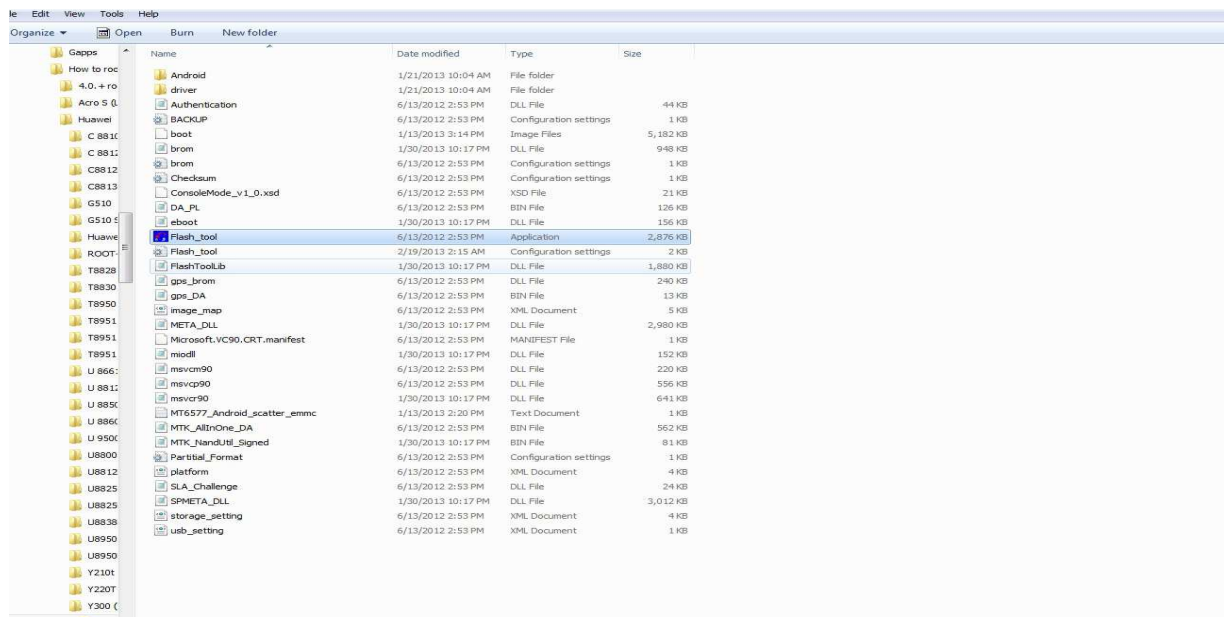 le Edit View Tools Help
Organize Open Burn New folder
Gapps
How to roo
4.0.+ ro
Acro S (L
Huawei
C 8810
C 8812
C8812
C8813
G510
G510 S
Huawe
ROOT-
T8828
T8830
T8950
T8951
T8951
T8951
U 8661
U 8812
U 8850
U 8860
U 9500
U8800
U8812
U8825
U8825
U8838
U8950
U8950
Y210t
Y220T
Y300 (
Name Date modified Type Size
Android 1/21/2013 10:04 AM File folder
driver 1/21/2013 10:04 AM File folder
Authentication 6/13/2012 2:53 PM DLL File 44 KB
BACKUP 6/13/2012 2:53 PM Configuration settings 1 KB
boot 1/13/2013 3:14 PM Image Files 5,182 KB
brom 1/30/2013 10:17 PM DLL File 948 KB
brom 6/13/2012 2:53 PM Configuration settings 1 KB
Checksum 6/13/2012 2:53 PM Configuration settings 1 KB
ConsoleMode_v1_0.xsd 6/13/2012 2:53 PM XSD File 21 KB
DA_PL 6/13/2012 2:53 PM BIN File 126 KB
eboot 1/30/2013 10:17 PM DLL File 156 KB
Flash_tool 6/13/2012 2:53 PM Application 2,876 KB
Flash_tool 2/19/2013 2:15 AM Configuration settings 2 KB
FlashToolLib 1/30/2013 10:17 PM DLL File 1,880 KB
gps_brom 6/13/2012 2:53 PM DLL File 240 KB
gps_DA 6/13/2012 2:53 PM BIN File 13 KB
image_map 6/13/2012 2:53 PM XML Document 5 KB
META_DLL 1/30/2013 10:17 PM DLL File 2,980 KB
Microsoft.VC90.CRT.manifest 6/13/2012 2:53 PM MANIFEST File 1 KB
miodll 1/30/2013 10:17 PM DLL File 152 KB
msvcm90 6/13/2012 2:53 PM DLL File 220 KB
msvcp90 6/13/2012 2:53 PM DLL File 556 KB
msvcr90 1/30/2013 10:17 PM DLL File 641 KB
MT6577_Android_scatter_emmc 1/13/2013 2:20 PM Text Document 1 KB
MTK_AllInOne_DA 6/13/2012 2:53 PM BIN File 562 KB
MTK_NandUtil_Signed 1/30/2013 10:17 PM BIN File 81 KB
Partitial_Format 6/13/2012 2:53 PM Configuration settings 1 KB
platform 6/13/2012 2:53 PM XML Document 4 KB
SLA_Challenge 6/13/2012 2:53 PM DLL File 24 KB
SPMETA_DLL 1/30/2013 10:17 PM DLL File 3,012 KB
storage_setting 6/13/2012 2:53 PM XML Document 4 KB
usb_setting 6/13/2012 2:53 PM XML Document 1 KB